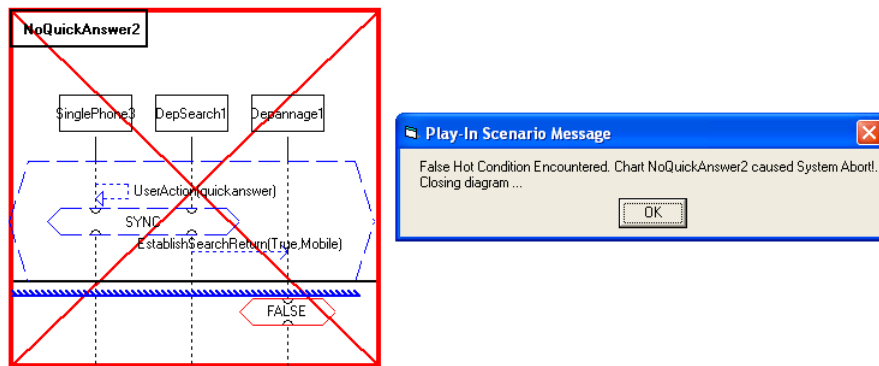 NoQuickAnswer2
SinglePhone3 DepSearch1 Depannage1
UserAction(quickanswer)
SYNC
EstablishSearchReturn(True,Mobile)
FALSE
Play-In Scenario Message
False Hot Condition Encountered. Chart NoQuickAnswer2 caused System Abort!.
Closing diagram ...
OK